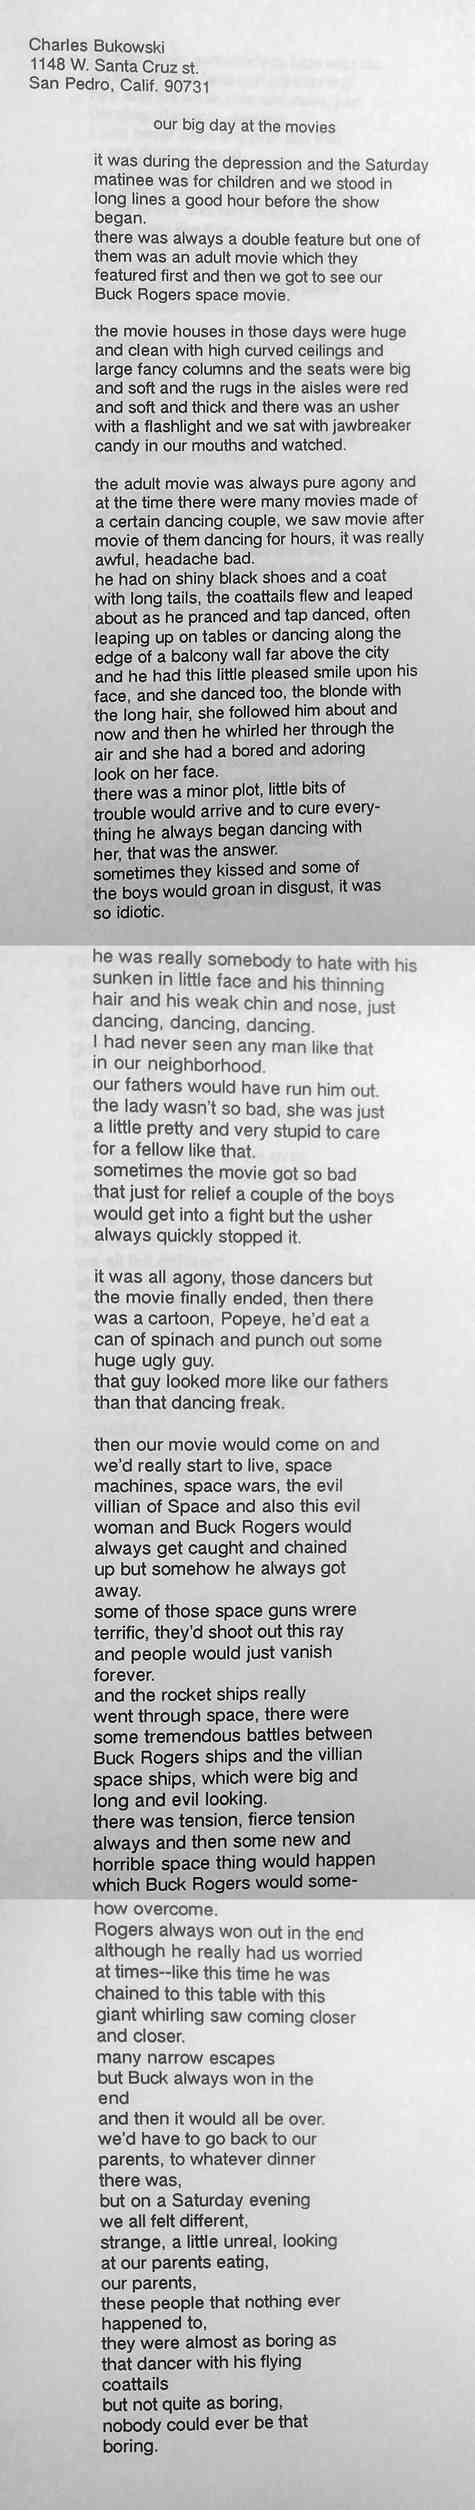 Charles Bukowski
1148 W. Santa Cruz st.
San Pedro, Calif. 90731
our big day at the movies
it was during the depression and the Saturday
matinee was for children and we stood in
long lines a good hour before the show
began.
there was always a double feature but one of
them was an adult movie which they
featured first and then we got to see our
Buck Rogers space movie.
the movie houses in those days were huge
and clean with high curved ceilings and
large fancy columns and the seats were big
and soft and the rugs in the aisles were red
and soft and thick and there was an usher
with a flashlight and we sat with jawbreaker
candy in our mouths and watched.
the adult movie was always pure agony and
at the time there were many movies made of
a certain dancing couple, we saw movie after
movie of them dancing for hours, it was really
awful, headache bad.
he had on shiny black shoes and a coat
with long tails, the coattails flew and leaped
about as he pranced and tap danced, often
leaping up on tables or dancing along the
edge of a balcony wall far above the city
and he had this little pleased smile upon his
face, and she danced too, the blonde with
the long hair, she followed him about and
now and then he whirled her through the
air and she had a bored and adoring
look on her face.
there was a minor plot, little bits of
trouble would arrive and to cure every-
thing he always began dancing with
her, that was the answer.
sometimes they kissed and some of
the boys would groan in disgust, it was
so idiotic.
he was really somebody to hate with his
sunken in little face and his thinning
hair and his weak chin and nose, just
dancing, dancing, dancing.
I had never seen any man like that
in our neighborhood.
our fathers would have run him out.
the lady wasn't so bad, she was just
a little pretty and very stupid to care
for a fellow like that.
sometimes the movie got so bad
that just for relief a couple of the boys
would get into a fight but the usher
always quickly stopped it.
it was all agony, those dancers but
the movie finally ended, then there
was a cartoon, Popeye, he'd eat a
can of spinach and punch out some
huge ugly guy.
that guy looked more like our fathers
than that dancing freak.
then our movie would come on and
we'd really start to live, space
machines, space wars, the evil
villian of Space and also this evil
woman and Buck Rogers would
always get caught and chained
up but somehow he always got
away.
some of those space guns wrere
terrific, they'd shoot out this ray
and people would just vanish
forever.
and the rocket ships really
went through space, there were
some tremendous battles between
Buck Rogers ships and the villian
space ships, which were big and
long and evil looking.
there was tension, fierce tension
always and then some new and
horrible space thing would happen
which Buck Rogers would some-
how overcome.
Rogers always won out in the end
although he really had us worried
at times--like this time he was
chained to this table with this
giant whirling saw coming closer
and closer.
many narrow escapes
but Buck always won in the
end
and then it would all be over.
we'd have to go back to our
parents, to whatever dinner
there was,
but on a Saturday evening
we all felt different,
strange, a little unreal, looking
at our parents eating,
our parents,
these people that nothing ever
happened to,
they were almost as boring as
that dancer with his flying
coattails
but not quite as boring,
nobody could ever be that
boring.